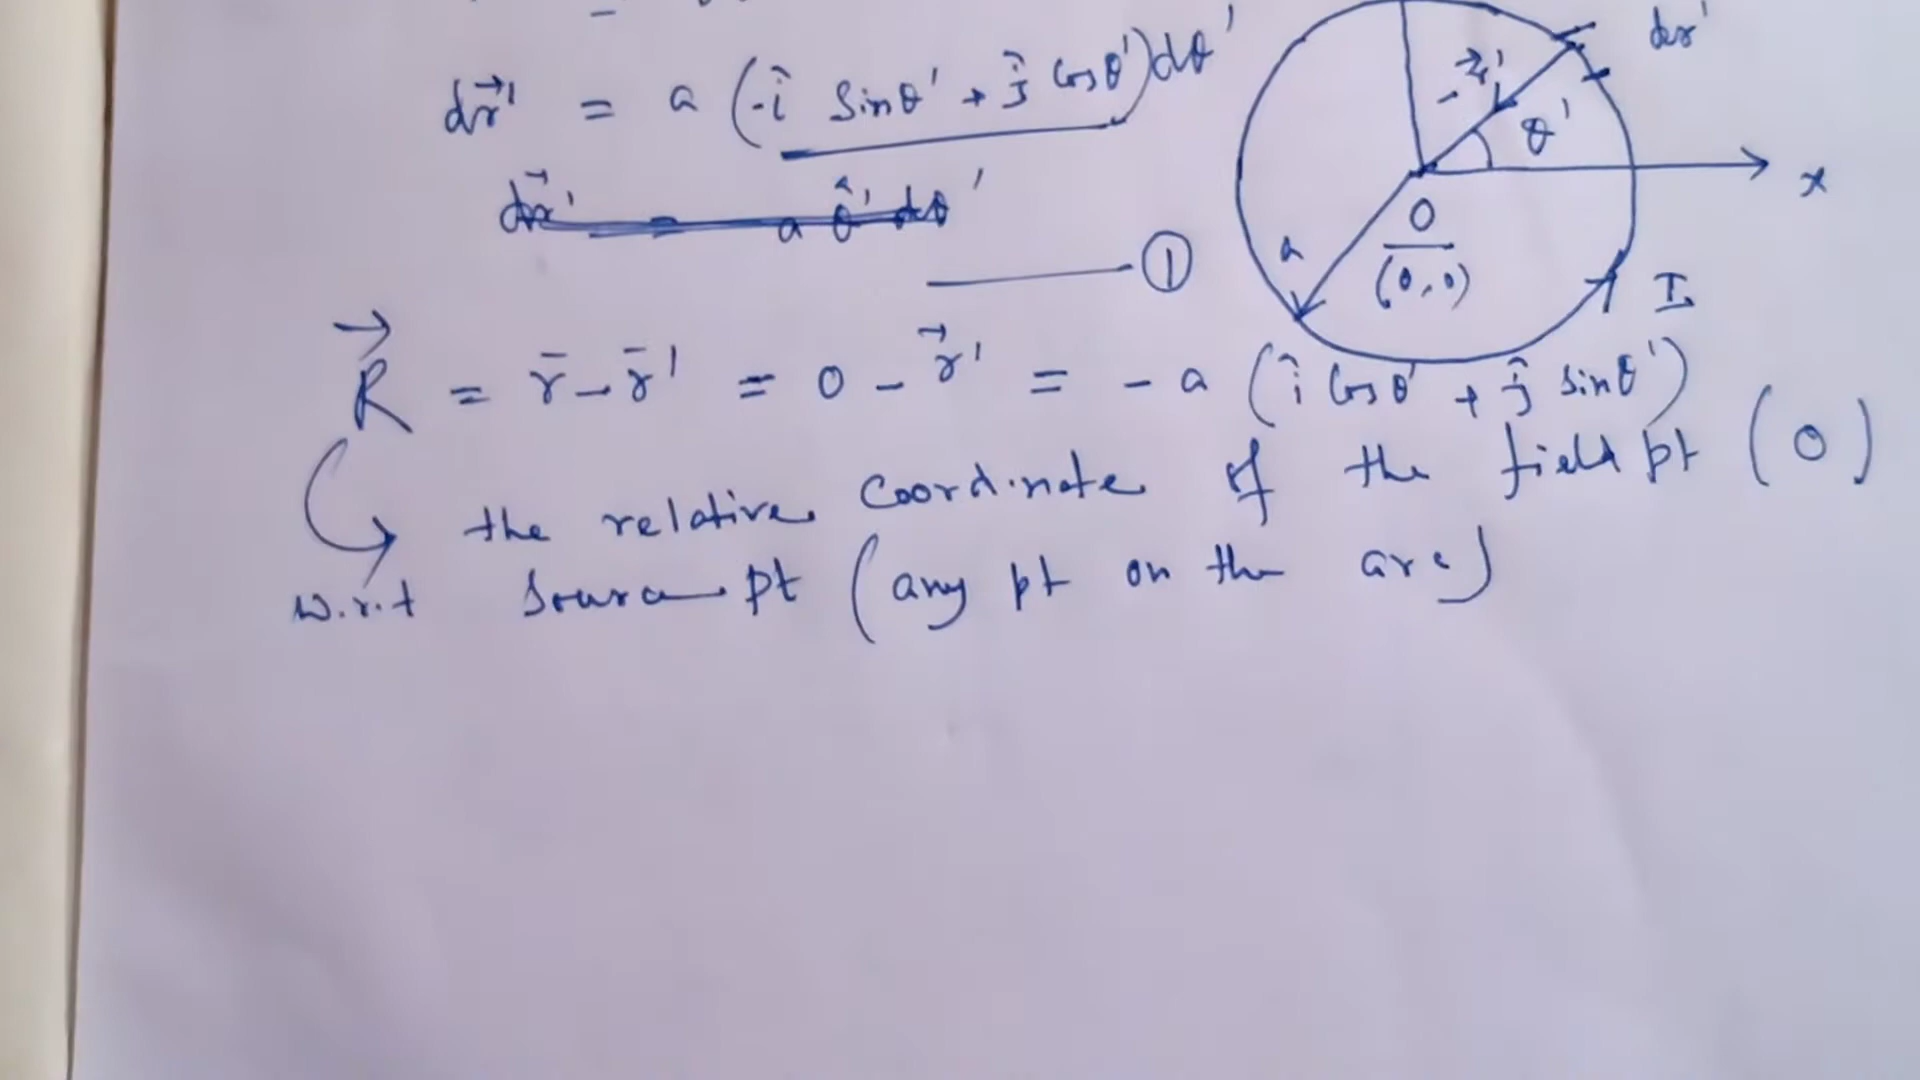 dr⃗' = a (-î Sinθ' + ĵ Cosθ')dθ'
dr⃗' = a θ̂' dθ'
①
dr'
-r⃗'
θ'
x
O
(0,0)
a
I
R⃗ = r̄ - r̄' = 0 - r⃗' = - a (î Cosθ' + ĵ Sinθ')
the relative coordinate of the field pt (0)
w.r.t source pt (any pt on the arc)